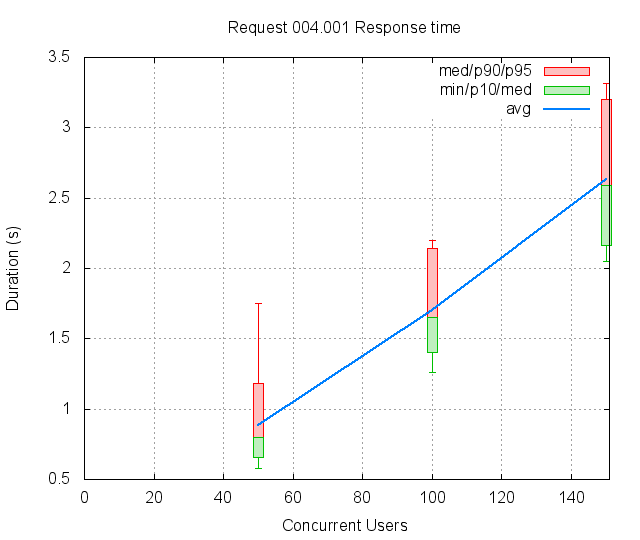 Request 004.001 Response time
3.5
3
2.5
2
1.5
1
0.5
Duration (s)
med/p90/p95
min/p10/med
avg
0 20 40 60 80 100 120 140
Concurrent Users